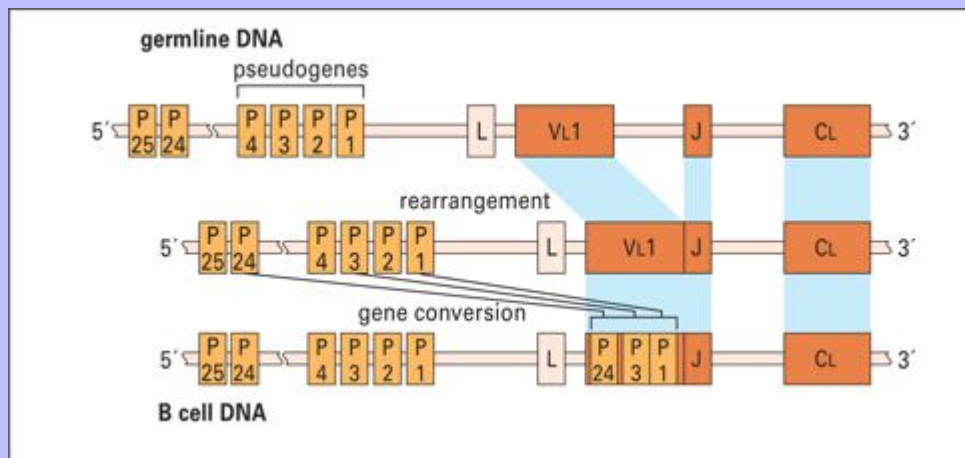 germline DNA
pseudogenes
5´ P 25 P 24 P 4 P 3 P 2 P 1 L VL1 J CL 3´
rearrangement
5´ P 25 P 24 P 4 P 3 P 2 P 1 L VL1 J CL 3´
gene conversion
5´ P 25 P 24 P 4 P 3 P 2 P 1 L P 24 P 3 P 1 J CL 3´
B cell DNA